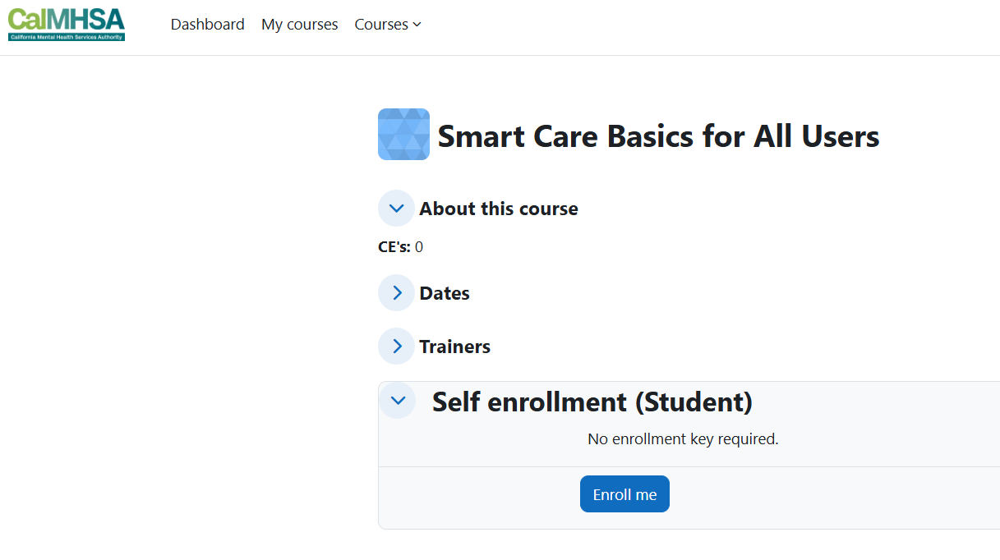 CalMHSA
California Mental Health Services Authority
Dashboard My courses Courses
Smart Care Basics for All Users
About this course
CE's: 0
Dates
Trainers
Self enrollment (Student)
No enrollment key required.
Enroll me